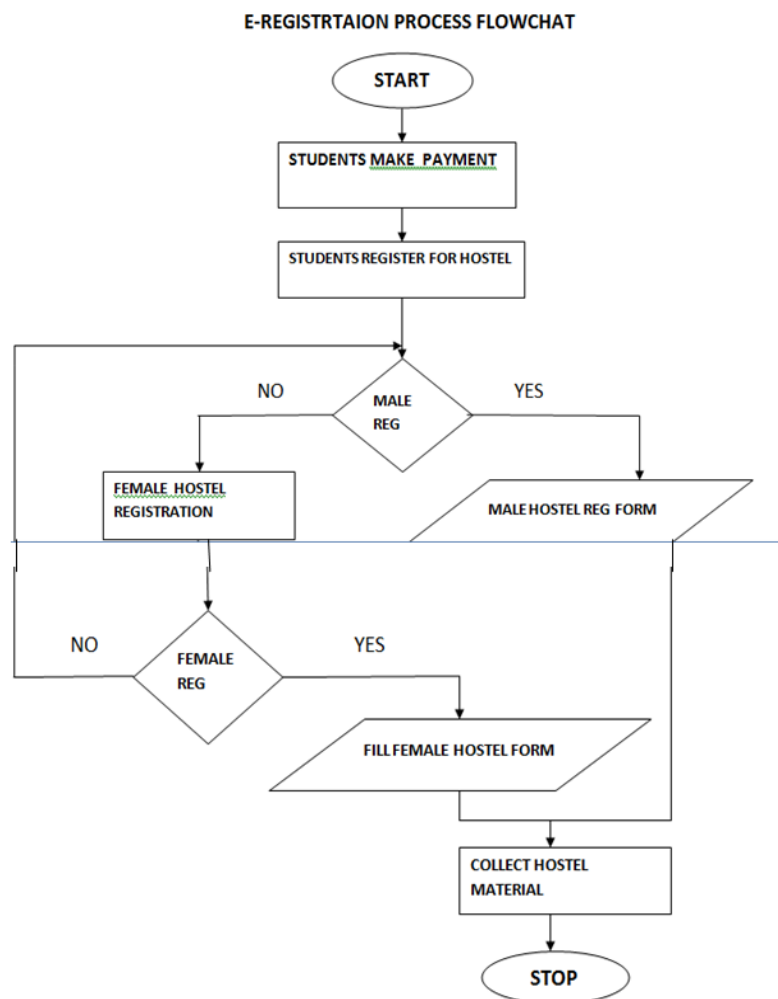 E-REGISTRTAION PROCESS FLOWCHAT
START
STUDENTS MAKE PAYMENT
STUDENTS REGISTER FOR HOSTEL
NO
YES
MALE
REG
FEMALE HOSTEL
REGISTRATION
MALE HOSTEL REG FORM
NO
YES
FEMALE
REG
FILL FEMALE HOSTEL FORM
COLLECT HOSTEL
MATERIAL
STOP